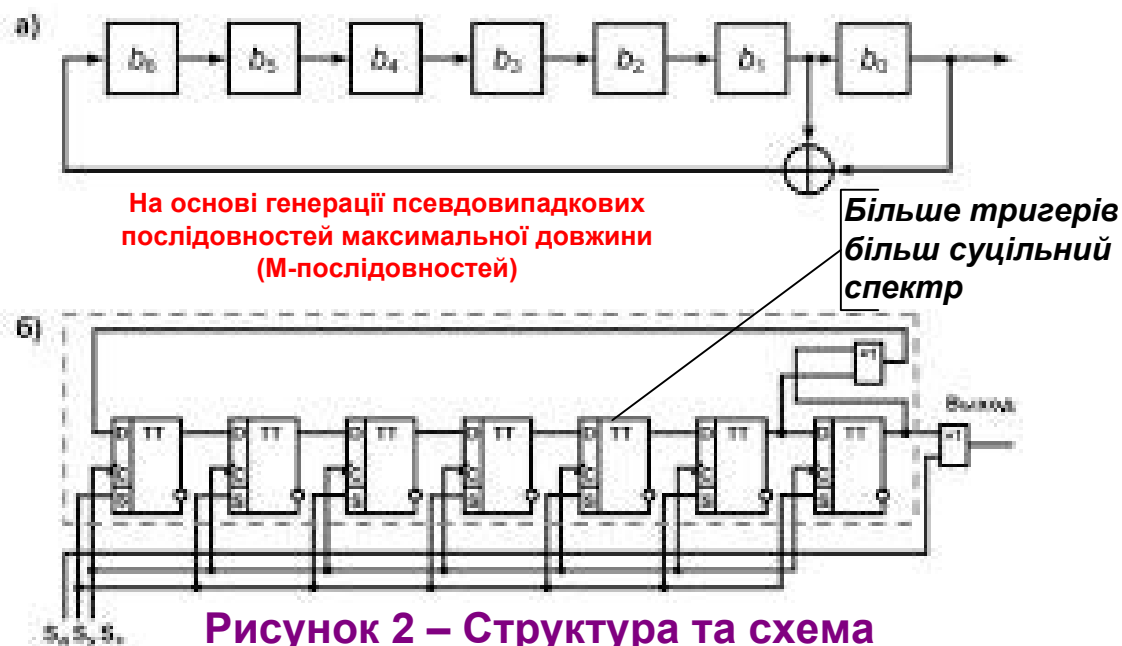 а)
b₆ b₅ b₄ b₃ b₂ b₁ b₀
На основі генерації псевдовипадкових
послідовностей максимальної довжини
(М-послідовностей)
Більше тригерів
більш суцільний
спектр
б)
=1
Выход
TT TT TT TT TT TT TT
=1
D D D D D D D
C C C C C C C
Рисунок 2 – Структура та схема